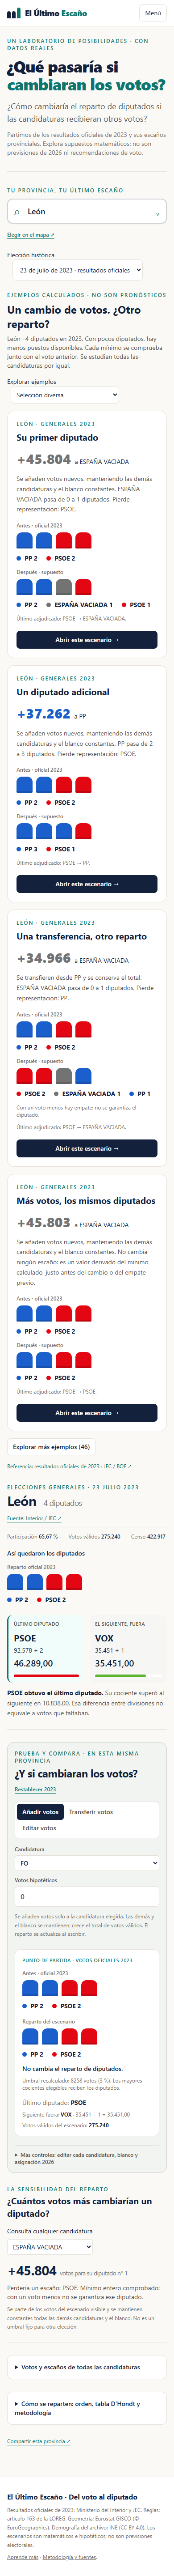 El Último Escaño
Menú
UN LABORATORIO DE POSIBILIDADES · CON
DATOS REALES
¿Qué pasaría si
cambiaran los votos?
¿Cómo cambiaría el reparto de diputados si
las candidaturas recibieran otros votos?
Partimos de los resultados oficiales de 2023 y sus escaños
provinciales. Explora supuestos matemáticos: no son
previsiones de 2026 ni recomendaciones de voto.
TU PROVINCIA, TU ÚLTIMO ESCAÑO
León
Elegir en el mapa ↗
Elección histórica
23 de julio de 2023 · resultados oficiales
EJEMPLOS CALCULADOS · NO SON PRONÓSTICOS
Un cambio de votos. ¿Otro
reparto?
León · 4 diputados en 2023. Con pocos diputados, hay
menos puestos disponibles. Cada mínimo se comprueba
junto con el voto anterior. Se estudian todas las
candidaturas por igual.
Explorar ejemplos
Selección diversa
LEÓN · GENERALES 2023
Su primer diputado
+45.804 a ESPAÑA VACIADA
Se añaden votos nuevos, manteniendo las demás
candidaturas y el blanco constantes. ESPAÑA
VACIADA pasa de 0 a 1 diputados. Pierde
representación: PSOE.
Antes · oficial 2023
PP 2 PSOE 2
Después · supuesto
PP 2 ESPAÑA VACIADA 1 PSOE 1
Último adjudicado: PSOE → ESPAÑA VACIADA.
Abrir este escenario →
LEÓN · GENERALES 2023
Un diputado adicional
+37.262 a PP
Se añaden votos nuevos, manteniendo las demás
candidaturas y el blanco constantes. PP pasa de 2
a 3 diputados. Pierde representación: PSOE.
Antes · oficial 2023
PP 2 PSOE 2
Después · supuesto
PP 3 PSOE 1
Último adjudicado: PSOE → PP.
Abrir este escenario →
LEÓN · GENERALES 2023
Una transferencia, otro reparto
+34.966 a ESPAÑA VACIADA
Se transfieren desde PP y se conserva el total.
ESPAÑA VACIADA pasa de 0 a 1 diputados. Pierde
representación: PP.
Antes · oficial 2023
PP 2 PSOE 2
Después · supuesto
PSOE 2 ESPAÑA VACIADA 1 PP 1
Con un voto menos hay empate: no se garantiza el
diputado.
Último adjudicado: PSOE → ESPAÑA VACIADA.
Abrir este escenario →
LEÓN · GENERALES 2023
Más votos, los mismos diputados
+45.803 a ESPAÑA VACIADA
Se añaden votos nuevos, manteniendo las demás
candidaturas y el blanco constantes. No cambia
ningún escaño: es un valor derivado del mínimo
calculado, justo antes del cambio o del empate
previo.
Antes · oficial 2023
PP 2 PSOE 2
Después · supuesto
PP 2 PSOE 2
Último adjudicado: PSOE → PSOE.
Abrir este escenario →
Explorar más ejemplos (46)
Referencia: resultados oficiales de 2023 · JEC / BOE ↗
ELECCIONES GENERALES · 23 JULIO 2023
León 4 diputados
Fuente: Interior / JEC ↗
Participación 65,67 % Votos válidos 275.240 Censo 422.917
Así quedaron los diputados
Reparto oficial 2023
PP 2 PSOE 2
ÚLTIMO DIPUTADO
PSOE
92.578 ÷ 2
46.289,00
EL SIGUIENTE, FUERA
VOX
35.451 ÷ 1
35.451,00
PSOE obtuvo el último diputado. Su cociente superó al
siguiente en 10.838,00. Esa diferencia entre divisiones no
equivale a votos que faltaban.
PRUEBA Y COMPARA · EN ESTA MISMA
PROVINCIA
¿Y si cambiaran los votos?
Restablecer 2023
Añadir votos Transferir votos
Editar votos
Candidatura
FO
Votos hipotéticos
0
Se añaden votos solo a la candidatura elegida. Las demás y
el blanco se mantienen; crece el total de votos válidos. El
reparto se actualiza al escribir.
PUNTO DE PARTIDA · VOTOS OFICIALES 2023
Antes · oficial 2023
PP 2 PSOE 2
Reparto del escenario
PP 2 PSOE 2
No cambia el reparto de diputados.
Umbral recalculado: 8258 votos (3 %). Los mayores
cocientes elegibles reciben los diputados.
Último diputado: PSOE
Siguiente fuera: VOX · 35.451 ÷ 1 = 35.451,00
Votos válidos del escenario: 275.240
Más controles: editar cada candidatura, blanco y
asignación 2026
LA SENSIBILIDAD DEL REPARTO
¿Cuántos votos más cambiarían un
diputado?
Consulta cualquier candidatura
ESPAÑA VACIADA
+45.804 votos para su diputado nº 1
Perdería un escaño: PSOE. Mínimo entero comprobado:
con un voto menos no se garantiza ese diputado.
Se parte de los votos del escenario visible y se mantienen
constantes todas las demás candidaturas y el blanco. No es un
umbral fijo para otra elección.
Votos y escaños de todas las candidaturas
Cómo se reparten: orden, tabla D'Hondt y
metodología
Compartir esta provincia ↗
El Último Escaño · Del voto al diputado
Resultados oficiales de 2023: Ministerio del Interior y JEC. Reglas:
artículo 163 de la LOREG. Geometría: Eurostat GISCO (©
EuroGeographics). Demografía del archivo: INE (CC BY 4.0). Los
escenarios son matemáticos e hipotéticos; no son previsiones
electorales.
Aprende más · Metodología y fuentes.